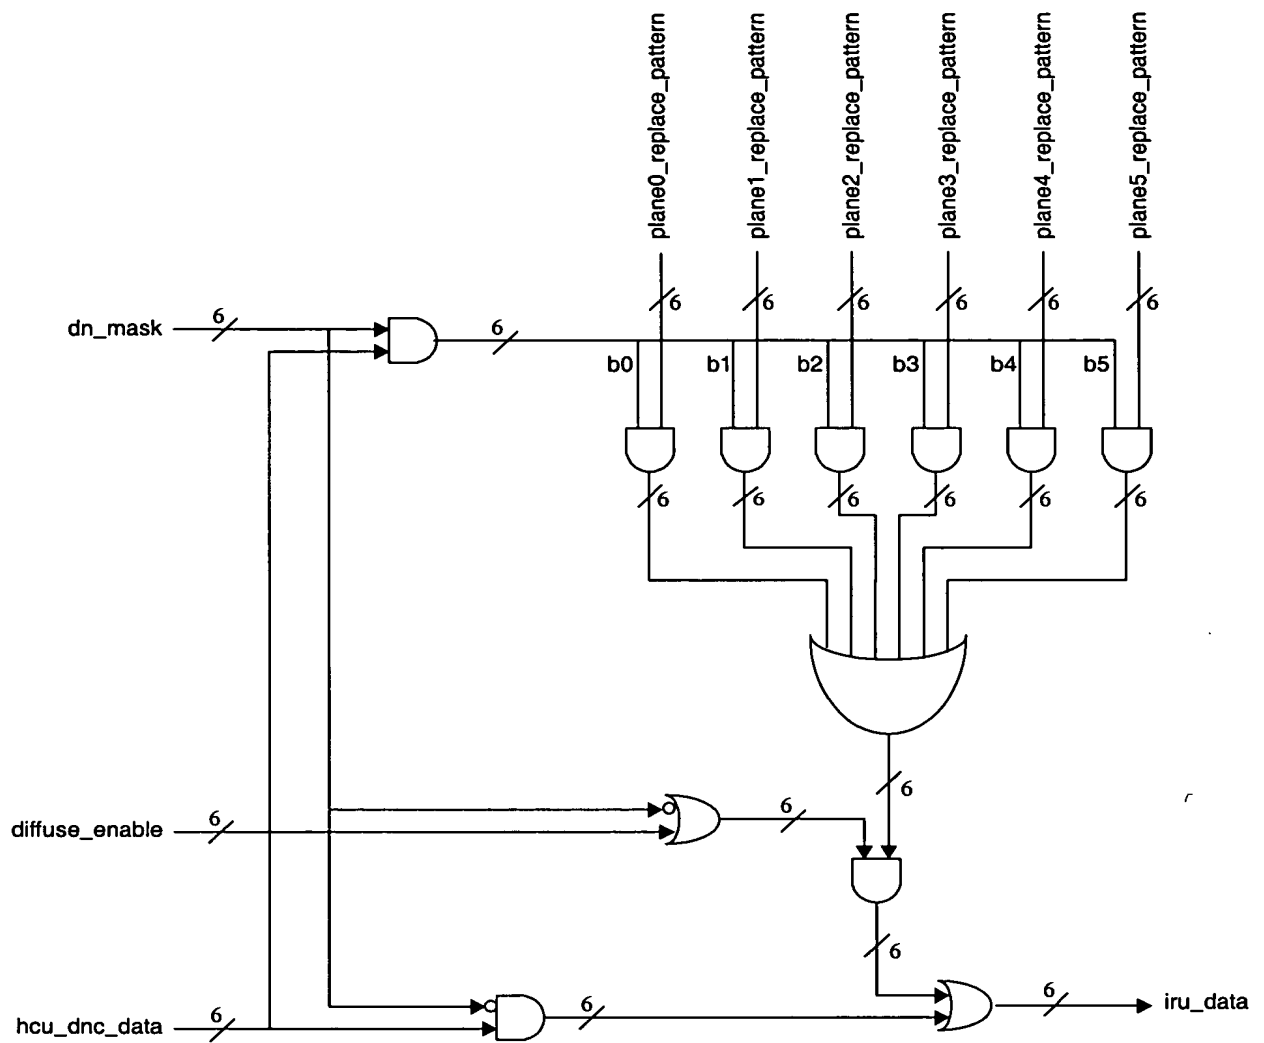 plane0_replace_pattern
plane1_replace_pattern
plane2_replace_pattern
plane3_replace_pattern
plane4_replace_pattern
plane5_replace_pattern
6 6 6 6 6 6
dn_mask 6 6
b0 b1 b2 b3 b4 b5
6 6 6 6 6 6
6
6
diffuse_enable 6
6
hcu_dnc_data 6 6 6 iru_data